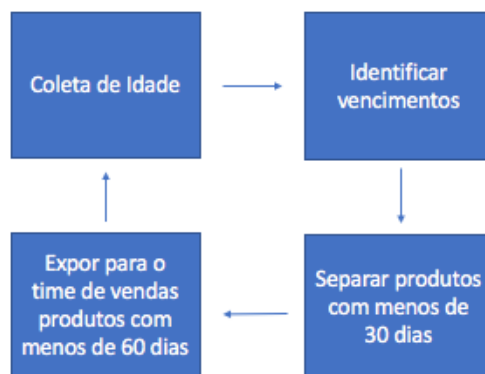 Coleta de Idade
Identificar
vencimentos
Separar produtos
com menos de
30 dias
Expor para o
time de vendas
produtos com
menos de 60 dias